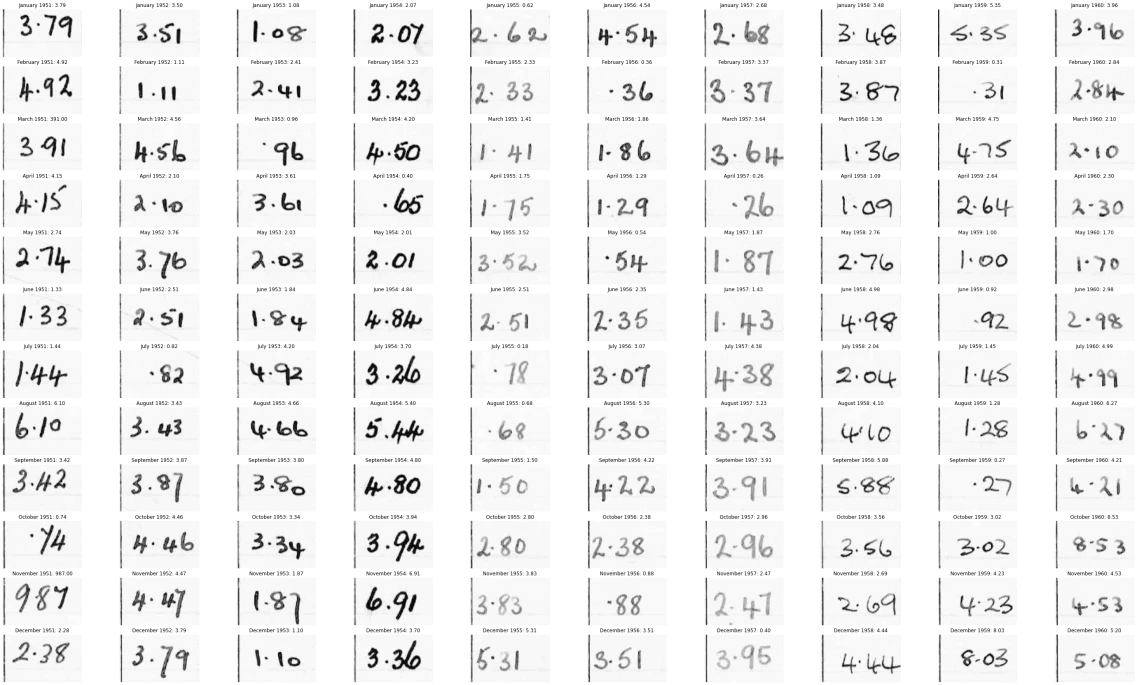 January 1951: 3.79 January 1952: 3.50 January 1953: 1.08 January 1954: 2.07 January 1955: 0.62 January 1956: 4.54 January 1957: 2.68 January 1958: 3.48 January 1959: 5.35 January 1960: 3.96
3.79 3.51 1.08 2.07 2.62 4.54 2.68 3.48 5.35 3.96
February 1951: 4.92 February 1952: 1.11 February 1953: 2.41 February 1954: 3.23 February 1955: 2.33 February 1956: 0.36 February 1957: 3.37 February 1958: 3.87 February 1959: 0.31 February 1960: 2.84
4.92 1.11 2.41 3.23 2.33 .36 3.37 3.87 .31 2.84
March 1951: 391.00 March 1952: 4.56 March 1953: 0.96 March 1954: 4.20 March 1955: 1.41 March 1956: 1.86 March 1957: 3.64 March 1958: 1.36 March 1959: 4.75 March 1960: 2.10
3 91 4.56 .96 4.50 1.41 1.86 3.64 1.36 4.75 2.10
April 1951: 4.15 April 1952: 2.10 April 1953: 3.61 April 1954: 0.40 April 1955: 1.75 April 1956: 1.29 April 1957: 0.26 April 1958: 1.09 April 1959: 2.64 April 1960: 2.30
4.15 2.10 3.61 .65 1.75 1.29 .26 1.09 2.64 2.30
May 1951: 2.74 May 1952: 3.76 May 1953: 2.03 May 1954: 2.01 May 1955: 3.52 May 1956: 0.54 May 1957: 1.87 May 1958: 2.76 May 1959: 1.00 May 1960: 1.70
2.74 3.76 2.03 2.01 3.52 .54 1.87 2.76 1.00 1.70
June 1951: 1.33 June 1952: 2.51 June 1953: 1.84 June 1954: 4.84 June 1955: 2.51 June 1956: 2.35 June 1957: 1.43 June 1958: 4.98 June 1959: 0.92 June 1960: 2.98
1.33 2.51 1.84 4.84 2.51 2.35 1.43 4.98 .92 2.98
July 1951: 1.44 July 1952: 0.82 July 1953: 4.20 July 1954: 3.70 July 1955: 0.18 July 1956: 3.07 July 1957: 4.38 July 1958: 2.04 July 1959: 1.45 July 1960: 4.99
1.44 .82 4.92 3.26 .78 3.07 4.38 2.04 1.45 4.99
August 1951: 6.10 August 1952: 3.43 August 1953: 4.66 August 1954: 5.40 August 1955: 0.68 August 1956: 5.30 August 1957: 3.23 August 1958: 4.10 August 1959: 1.28 August 1960: 6.27
6.10 3.43 4.66 5.44 .68 5.30 3.23 4.10 1.28 6.27
September 1951: 3.42 September 1952: 3.87 September 1953: 3.80 September 1954: 4.80 September 1955: 1.50 September 1956: 4.22 September 1957: 3.91 September 1958: 5.88 September 1959: 0.27 September 1960: 4.21
3.42 3.87 3.80 4.80 1.50 4.22 3.91 5.88 .27 4.21
October 1951: 0.74 October 1952: 4.46 October 1953: 3.34 October 1954: 3.94 October 1955: 2.80 October 1956: 2.38 October 1957: 2.96 October 1958: 3.56 October 1959: 3.02 October 1960: 8.53
.74 4.46 3.34 3.94 2.80 2.38 2.96 3.56 3.02 8.53
November 1951: 987.00 November 1952: 4.47 November 1953: 1.87 November 1954: 6.91 November 1955: 3.83 November 1956: 0.88 November 1957: 2.47 November 1958: 2.69 November 1959: 4.23 November 1960: 4.53
987 4.47 1.87 6.91 3.83 .88 2.47 2.69 4.23 4.53
December 1951: 2.28 December 1952: 3.79 December 1953: 1.10 December 1954: 3.70 December 1955: 5.31 December 1956: 3.51 December 1957: 0.40 December 1958: 4.44 December 1959: 8.03 December 1960: 5.20
2.38 3.79 1.10 3.36 5.31 3.51 3.95 4.44 8.03 5.08